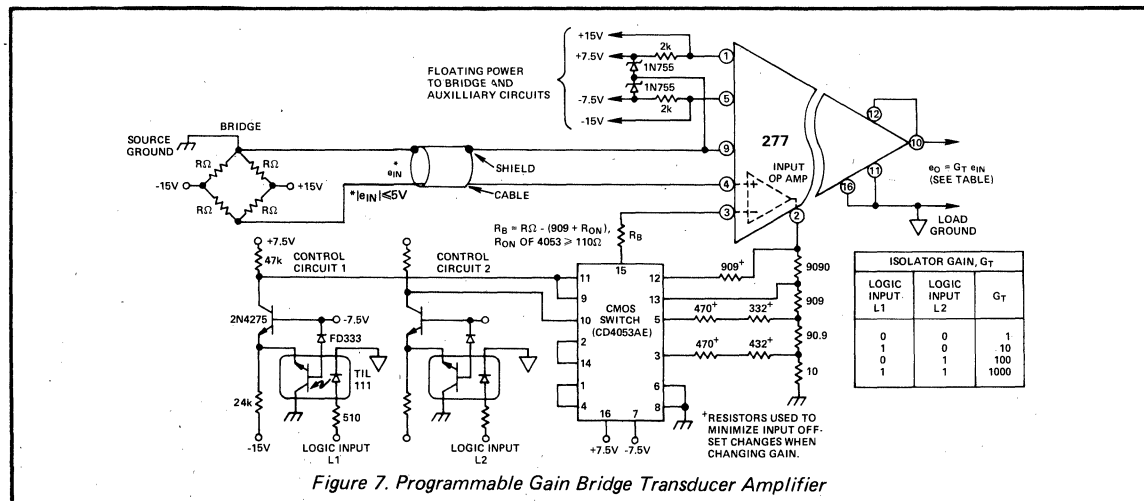 +15V
2k
1
+7.5V
1N755
FLOATING POWER
TO BRIDGE AND
AUXILLIARY CIRCUITS
1N755
-7.5V
2k
5
-15V
12
277
10
BRIDGE
SOURCE
GROUND
SHIELD
9
INPUT
OP AMP
11
16
eO = GT eIN
(SEE TABLE)
RΩ
RΩ
-15V
+15V
RΩ
RΩ
*
eIN
*|eIN|≤5V
CABLE
4
3
2
LOAD
GROUND
RB = RΩ - (909 + RON),
RON OF 4053 ⩾ 110Ω
RB
+7.5V
47k
CONTROL
CIRCUIT 1
CONTROL
CIRCUIT 2
15
11
12
909+
9090
9
13
10
CMOS
SWITCH
(CD4053AE)
5
470+
332+
909
2N4275
-7.5V
FD333
2
14
3
470+
432+
90.9
TIL
111
1
4
6
8
10
24k
510
16
7
-15V
LOGIC INPUT
L1
LOGIC INPUT
L2
+7.5V
-7.5V
+RESISTORS USED TO
MINIMIZE INPUT OFF-
SET CHANGES WHEN
CHANGING GAIN.
ISOLATOR GAIN, GT
LOGIC INPUT L1
LOGIC INPUT L2
GT
0 0 1
1 0 10
0 1 100
1 1 1000
Figure 7. Programmable Gain Bridge Transducer Amplifier